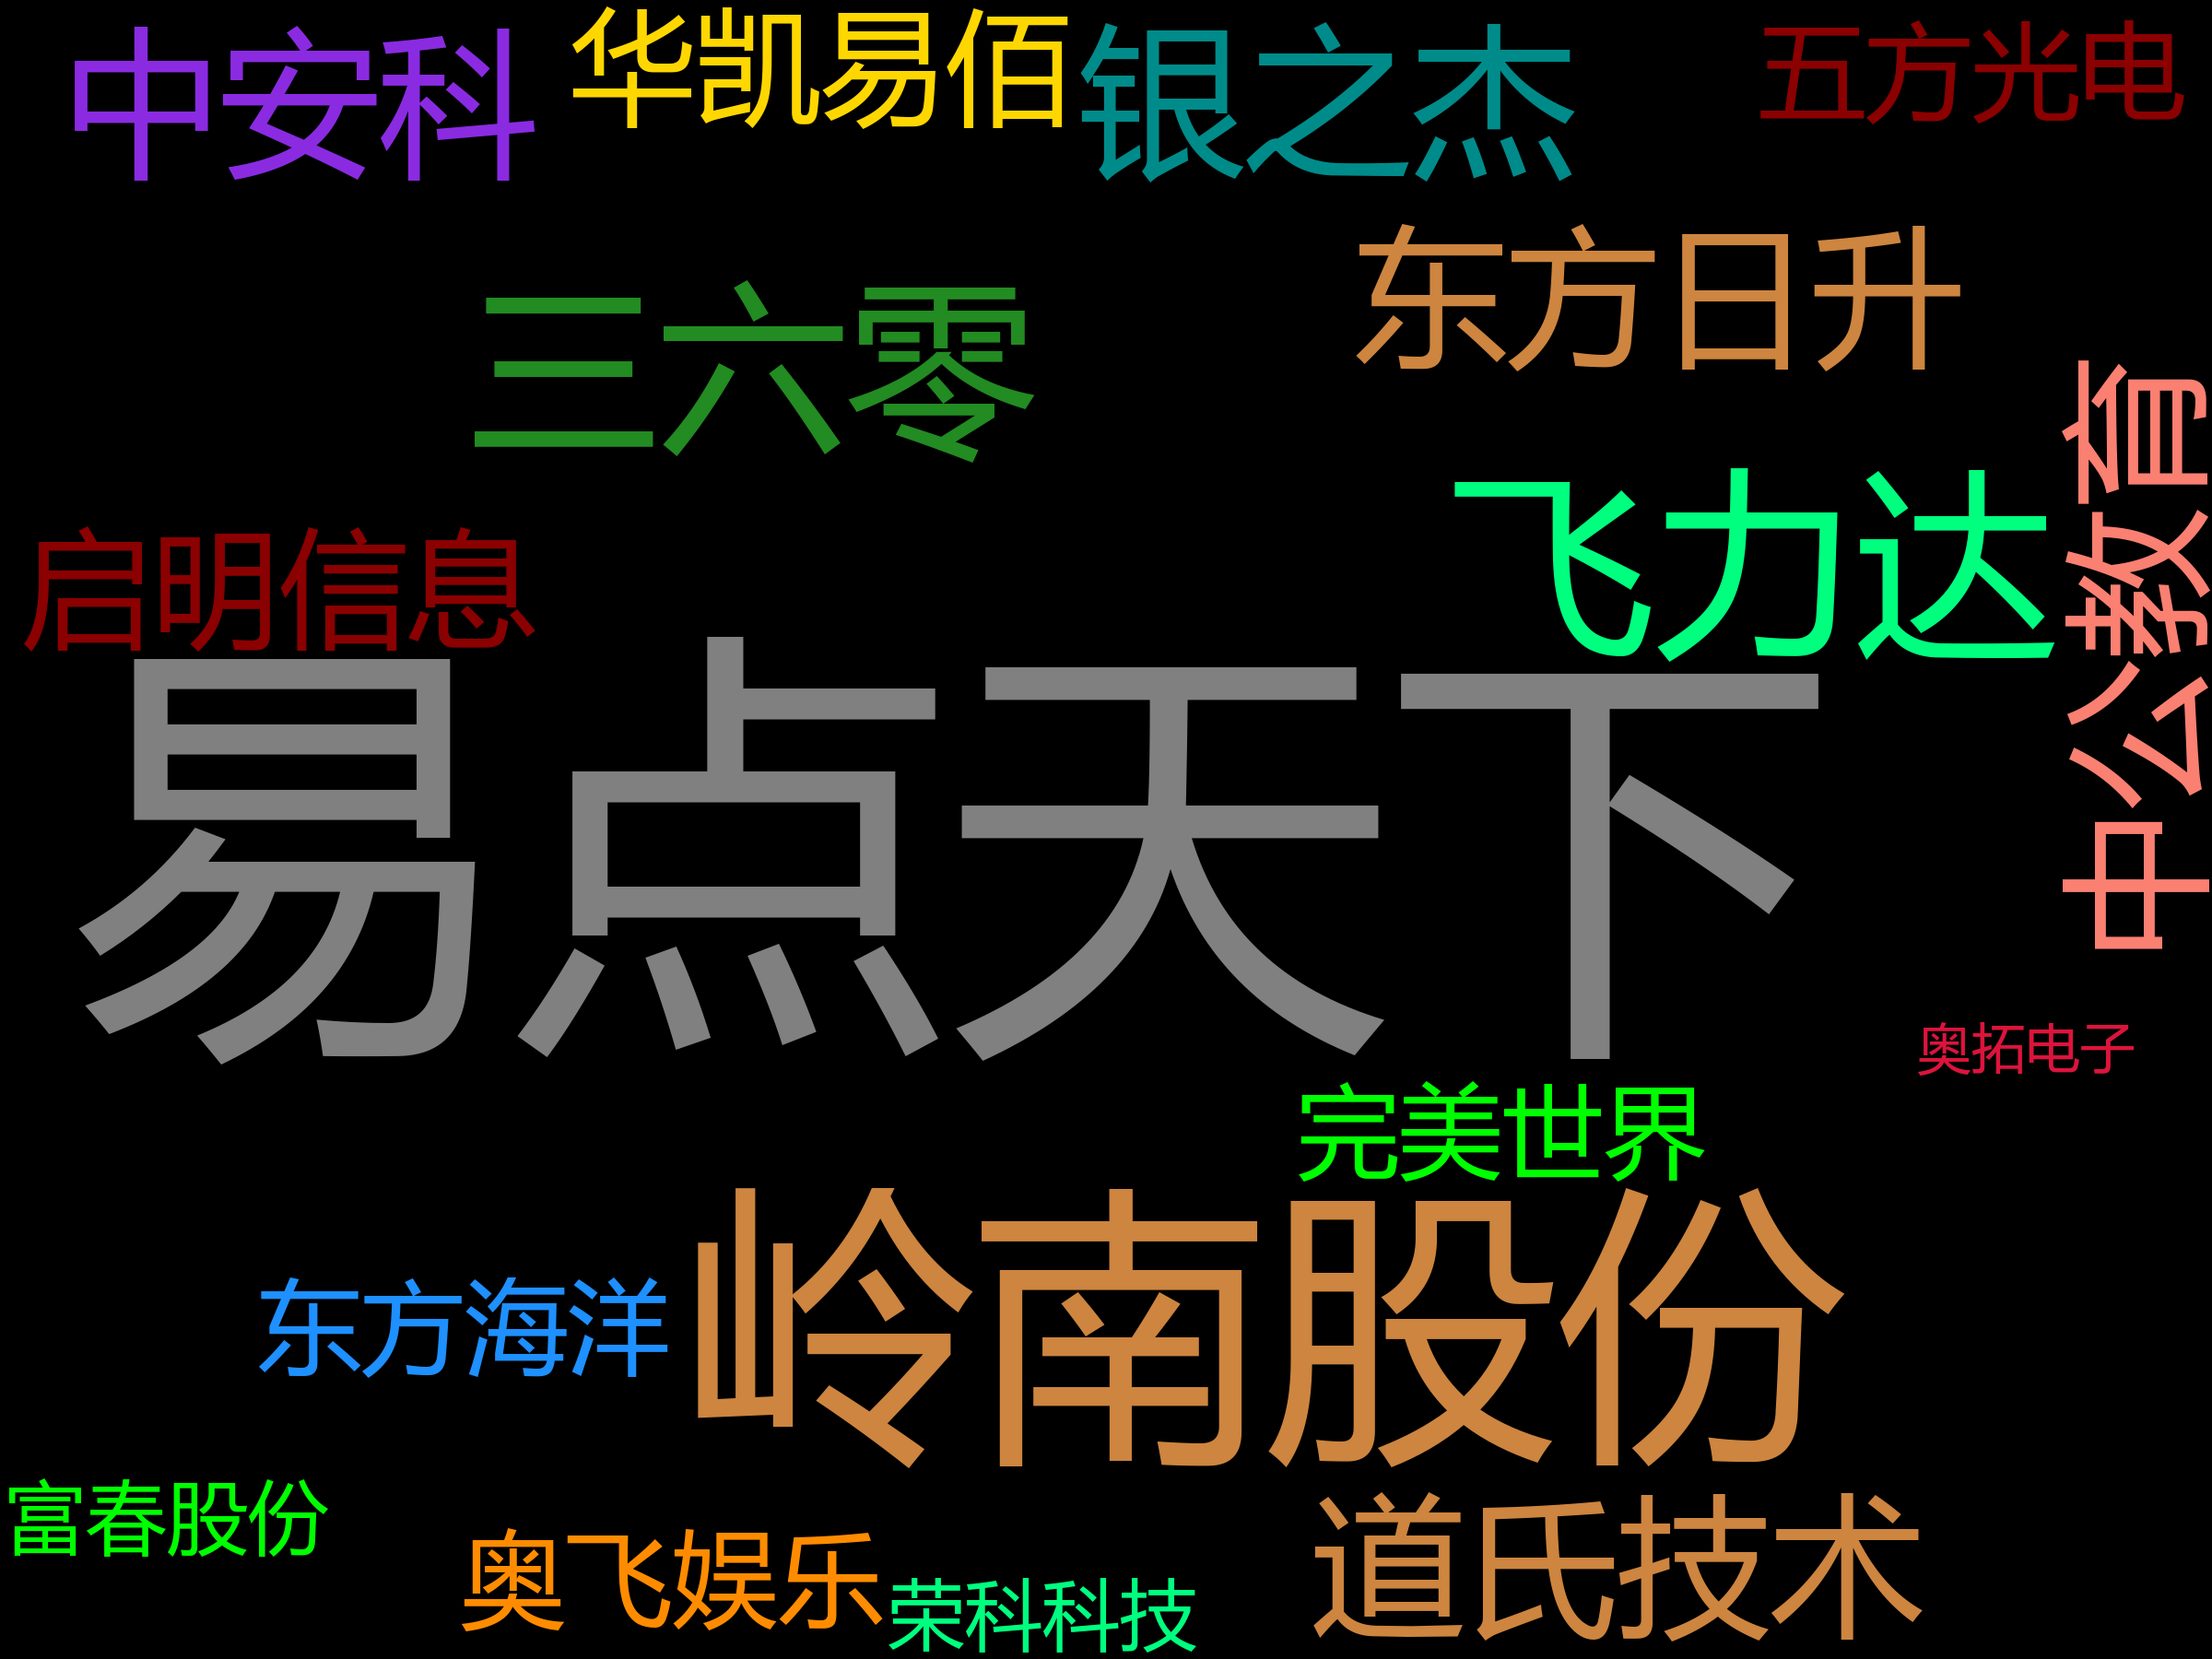 中安科
华凯易佰
银之杰
五方光电
东方日升
三六零
中公教育
飞力达
启明信息
易点天下
奥拓电子
完美世界
岭南股份
东方海洋
富春股份
道氏技术
奥飞娱乐
荣科科技